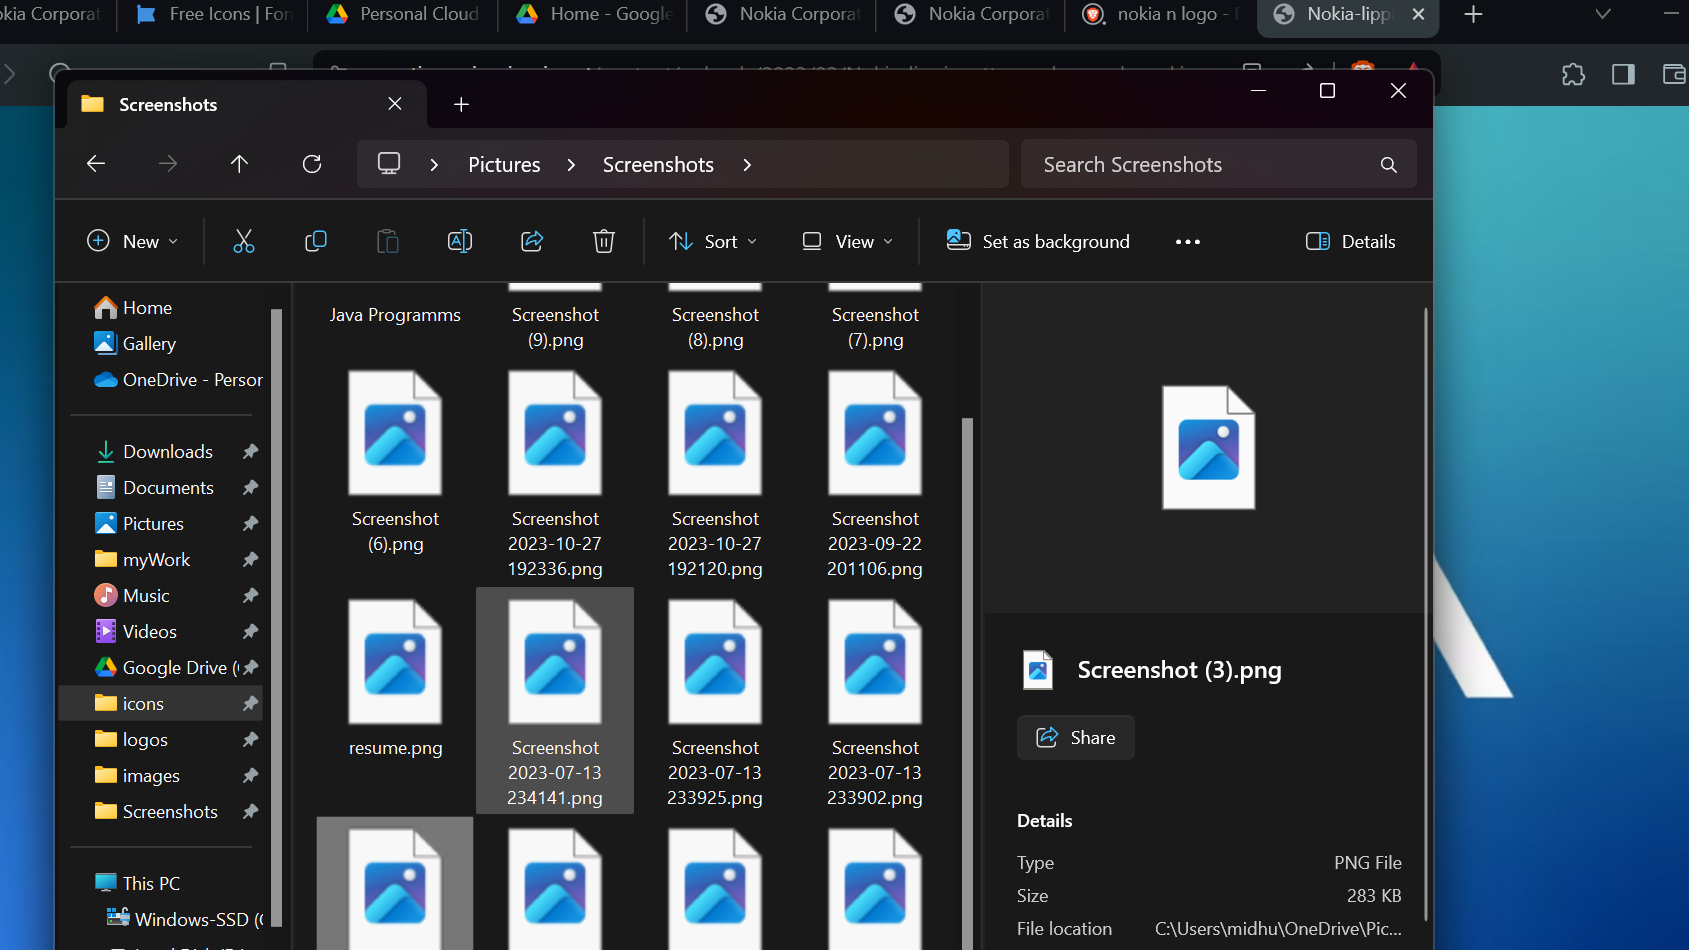 okia Corporat
Free Icons | Fon
Personal Cloud
Home - Google
Nokia Corporat
Nokia Corporat
nokia n logo -
Nokia-lippi
Screenshots
Pictures
Screenshots
Search Screenshots
New
Sort
View
Set as background
Details
Home
Gallery
OneDrive - Person
Downloads
Documents
Pictures
myWork
Music
Videos
Google Drive (
icons
logos
images
Screenshots
This PC
Windows-SSD (
Java Programms
Screenshot
(9).png
Screenshot
(8).png
Screenshot
(7).png
Screenshot
(6).png
Screenshot
2023-10-27
192336.png
Screenshot
2023-10-27
192120.png
Screenshot
2023-09-22
201106.png
resume.png
Screenshot
2023-07-13
234141.png
Screenshot
2023-07-13
233925.png
Screenshot
2023-07-13
233902.png
Screenshot (3).png
Share
Details
Type PNG File
Size 283 KB
File location C:\Users\midhu\OneDrive\Pic...